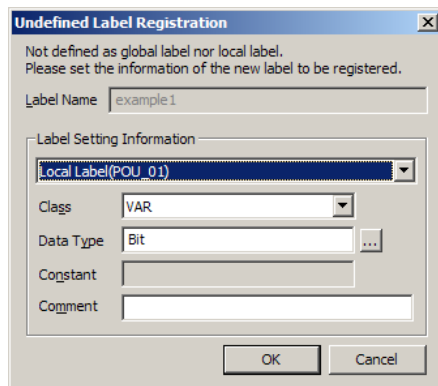 Undefined Label Registration
Not defined as global label nor local label.
Please set the information of the new label to be registered.
Label Name example1
Label Setting Information
Local Label(POU_01)
Class VAR
Data Type Bit ...
Constant
Comment
OK Cancel